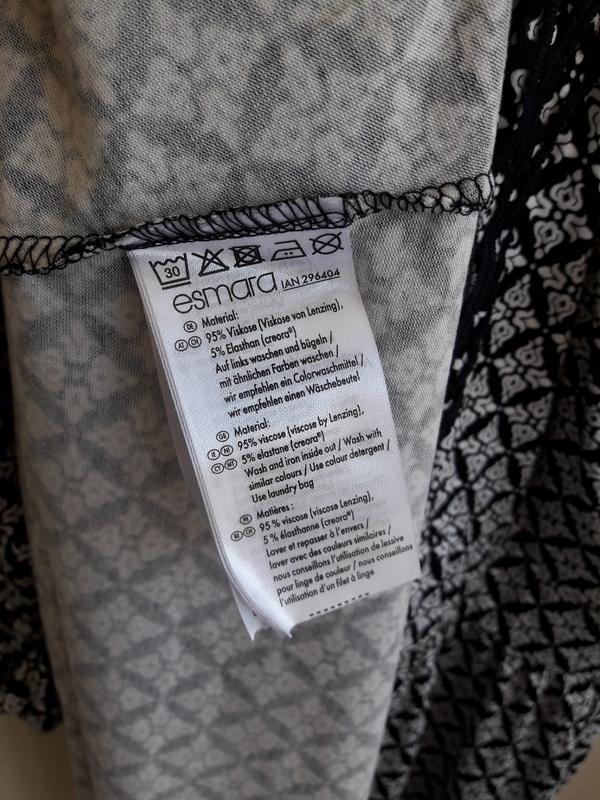 30
esmara IAN 296404
DE Material:
AT CH 95% Viskose (Viskose von Lenzing),
5% Elasthan (creora®)
Auf links waschen und bügeln /
mit ähnlichen Farben waschen /
wir empfehlen ein Colorwaschmittel /
wir empfehlen einen Wäschebeutel
GB Material:
IE NI 95% viscose (viscose by Lenzing),
CY MT 5% elastane (creora®)
Wash and iron inside out / Wash with
similar colours / Use colour detergent /
Use laundry bag
FR Matières :
BE CH 95 % viscose (viscose Lenzing),
5 % élasthanne (creora®)
Laver et repasser à l'envers /
laver avec des couleurs similaires /
nous conseillons l'utilisation de lessive
pour linge de couleur / nous conseillons
l'utilisation d'un filet à linge